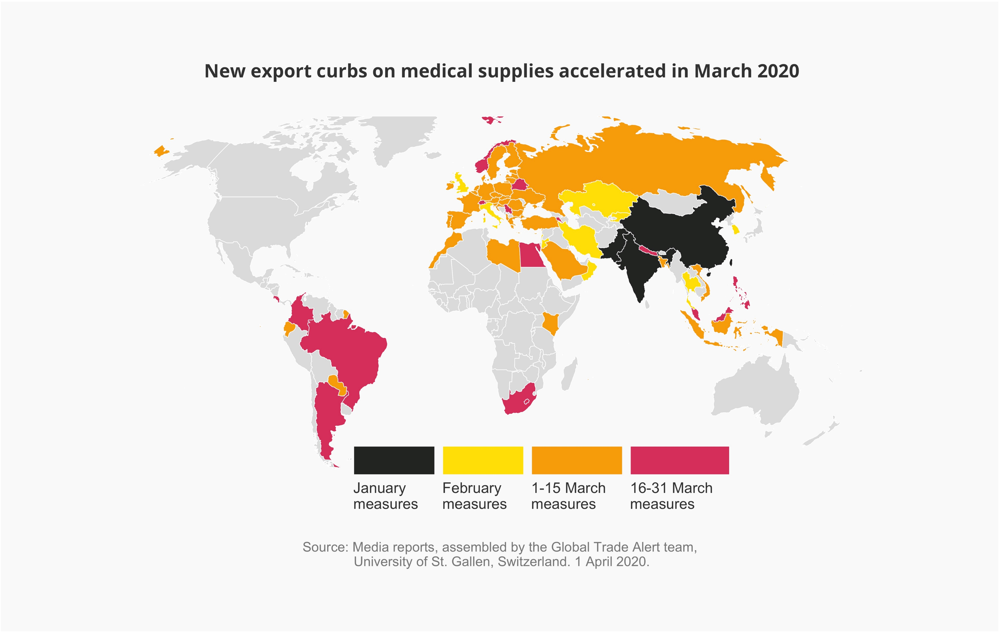 New export curbs on medical supplies accelerated in March 2020
January
measures
February
measures
1-15 March
measures
16-31 March
measures
Source: Media reports, assembled by the Global Trade Alert team,
University of St. Gallen, Switzerland. 1 April 2020.